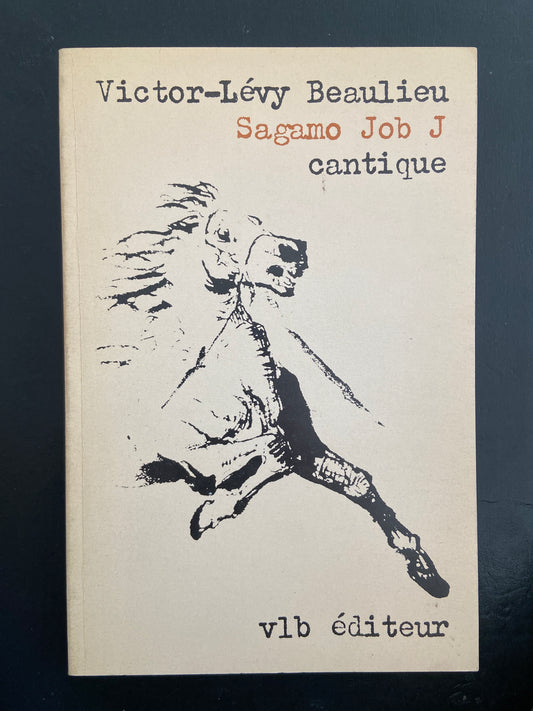 Victor-Lévy Beaulieu
Sagamo Job J
cantique
vlb éditeur